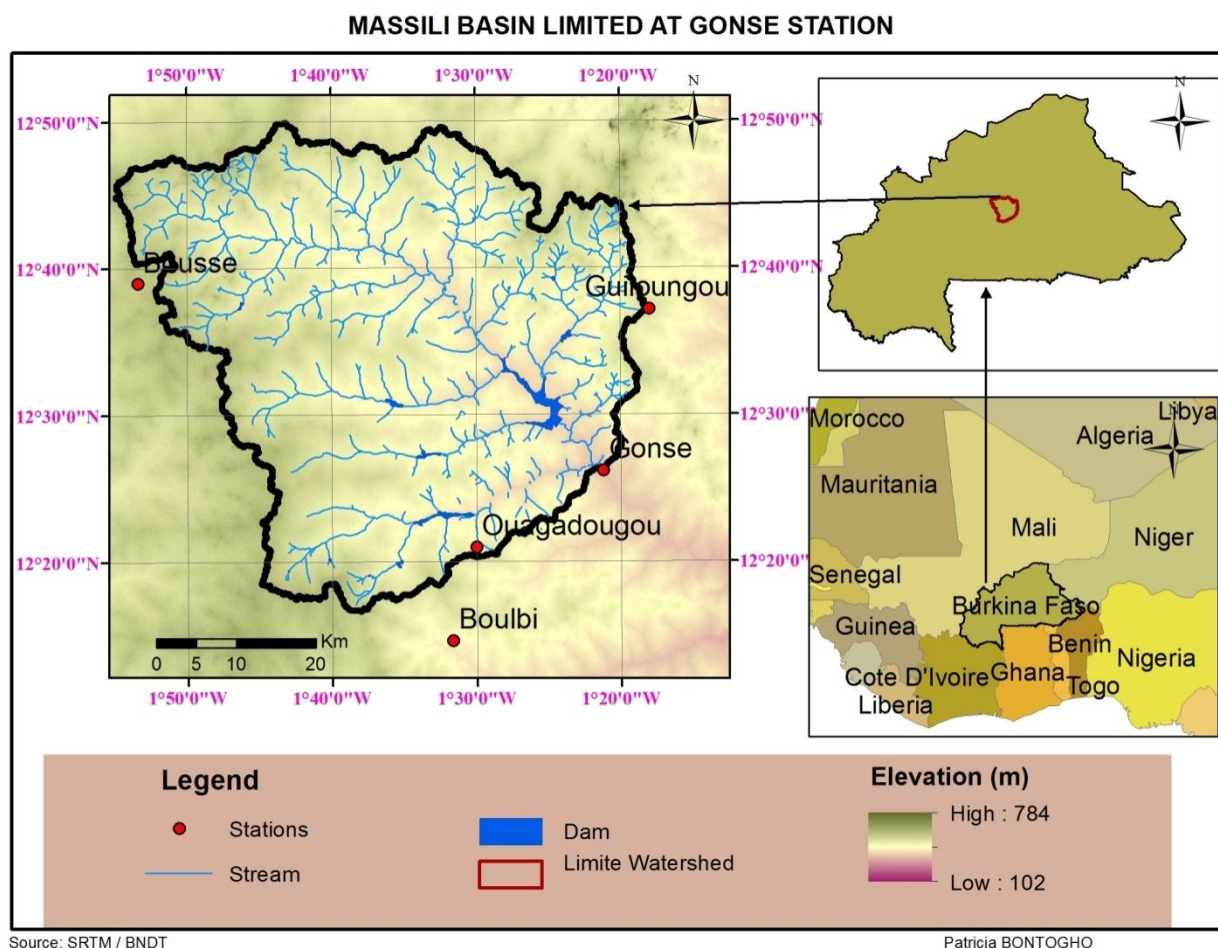 MASSILI BASIN LIMITED AT GONSE STATION
1°50'0"W 1°40'0"W 1°30'0"W 1°20'0"W
N
N
12°50'0"N 12°50'0"N
12°40'0"N 12°40'0"N
Bousse
Guiloungou
12°30'0"N 12°30'0"N
Gonse
Ouagadougou
12°20'0"N 12°20'0"N
Boulbi
Km
0 5 10 20
1°50'0"W 1°40'0"W 1°30'0"W 1°20'0"W
N
Morocco
Libya
Algeria
Mauritania
Mali
Niger
Senegal
Burkina Faso
Guinea
Benin
Nigeria
Cote D'Ivoire
Ghana
Togo
Liberia
Legend
Stations
Stream
Dam
Limite Watershed
Elevation (m)
High : 784
Low : 102
Source: SRTM / BNDT
Patricia BONTOGHO